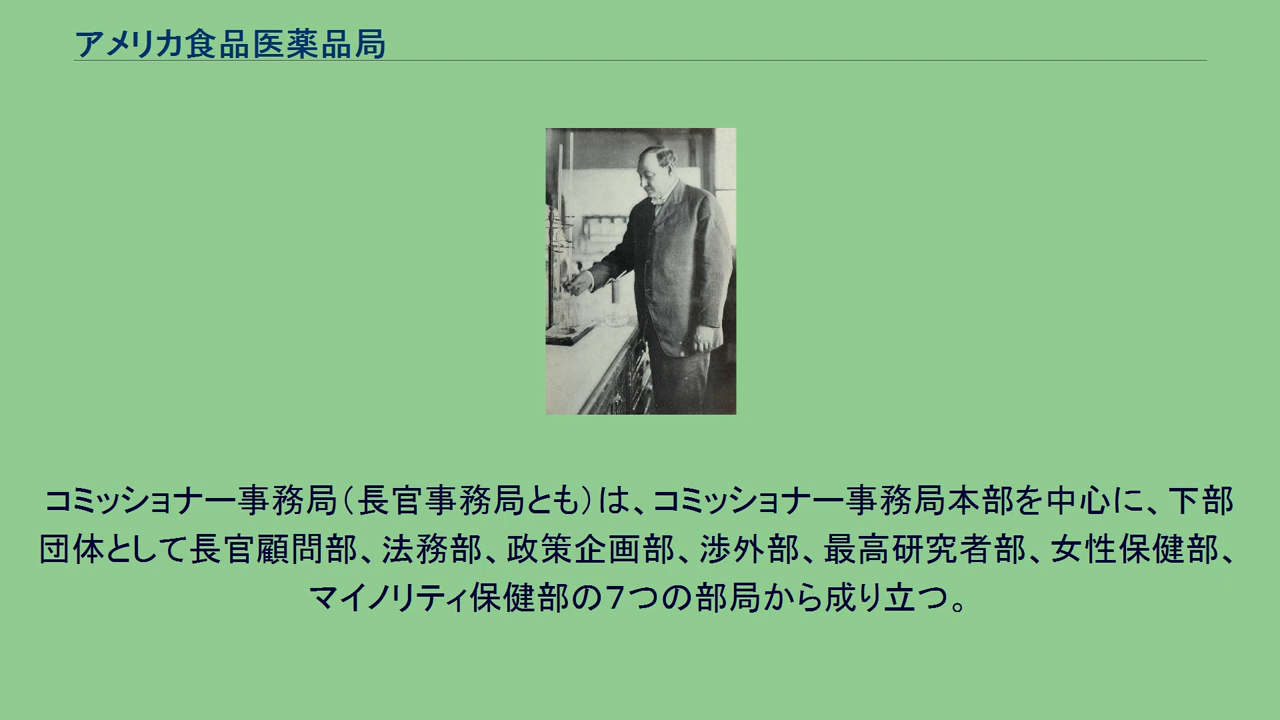 アメリカ食品医薬品局
コミッショナー事務局（長官事務局とも）は、コミッショナー事務局本部を中心に、下部
団体として長官顧問部、法務部、政策企画部、渉外部、最高研究者部、女性保健部、
マイノリティ保健部の７つの部局から成り立つ。